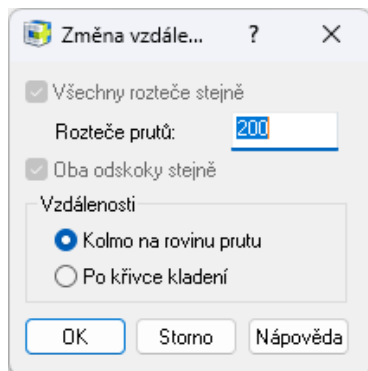 Změna vzdále...
Všechny rozteče stejně
Rozteče prutů: 200
Oba odskoky stejně
Vzdálenosti
Kolmo na rovinu prutu
Po křivce kladení
OK Storno Nápověda